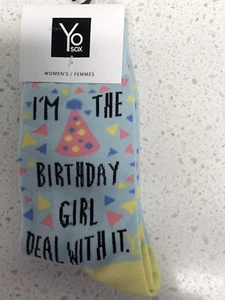 Yo
SOX
WOMEN'S / FEMMES
I'M THE
BIRTHDAY
GIRL
DEAL WITH IT.